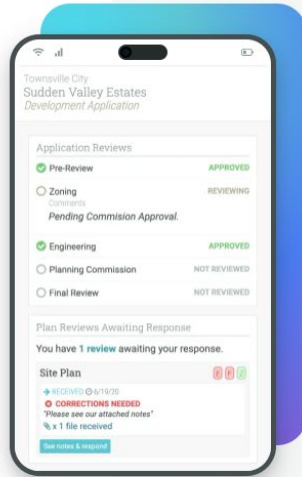 Townsville City
Sudden Valley Estates
Development Application
Application Reviews
Pre-Review APPROVED
Zoning REVIEWING
Comments
Pending Commision Approval.
Engineering APPROVED
Planning Commission NOT REVIEWED
Final Review NOT REVIEWED
Plan Reviews Awaiting Response
You have 1 review awaiting your response.
Site Plan
RECEIVED 6/19/20
CORRECTIONS NEEDED
"Please see our attached notes"
x 1 file received
See notes & respond